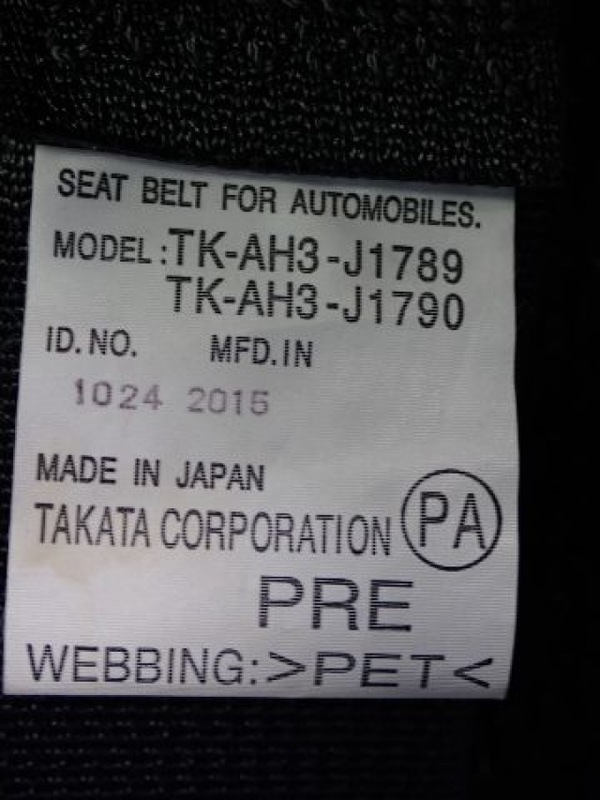 SEAT BELT FOR AUTOMOBILES.
MODEL:TK-AH3-J1789
TK-AH3-J1790
ID.NO. MFD.IN
1024 2015
MADE IN JAPAN
TAKATA CORPORATION PA
PRE
WEBBING:>PET<